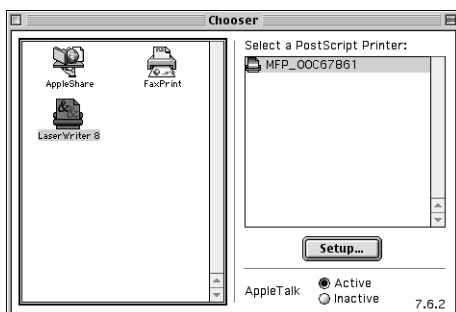 Chooser
AppleShare
FaxPrint
LaserWriter 8
Select a PostScript Printer:
MFP_00C67861
Setup...
AppleTalk
Active
Inactive
7.6.2